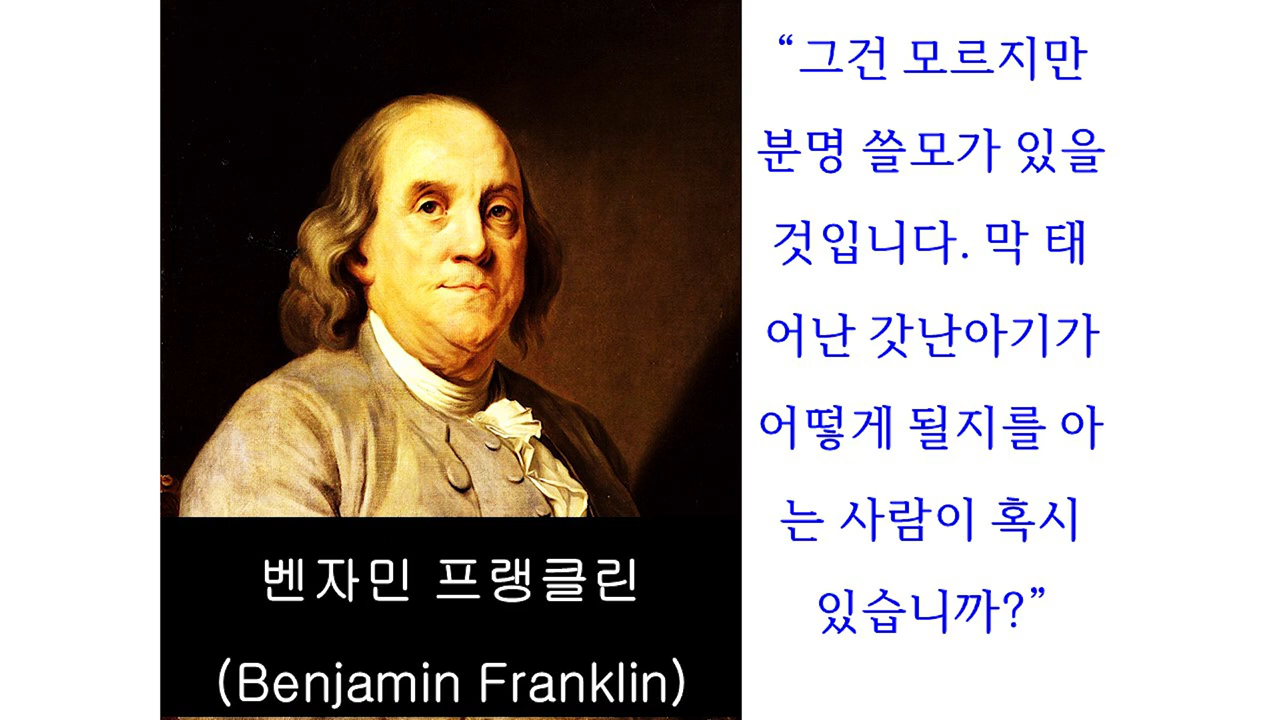 벤자민 프랭클린
(Benjamin Franklin)
“그건 모르지만
분명 쓸모가 있을
것입니다. 막 태
어난 갓난아기가
어떻게 될지를 아
는 사람이 혹시
있습니까?”